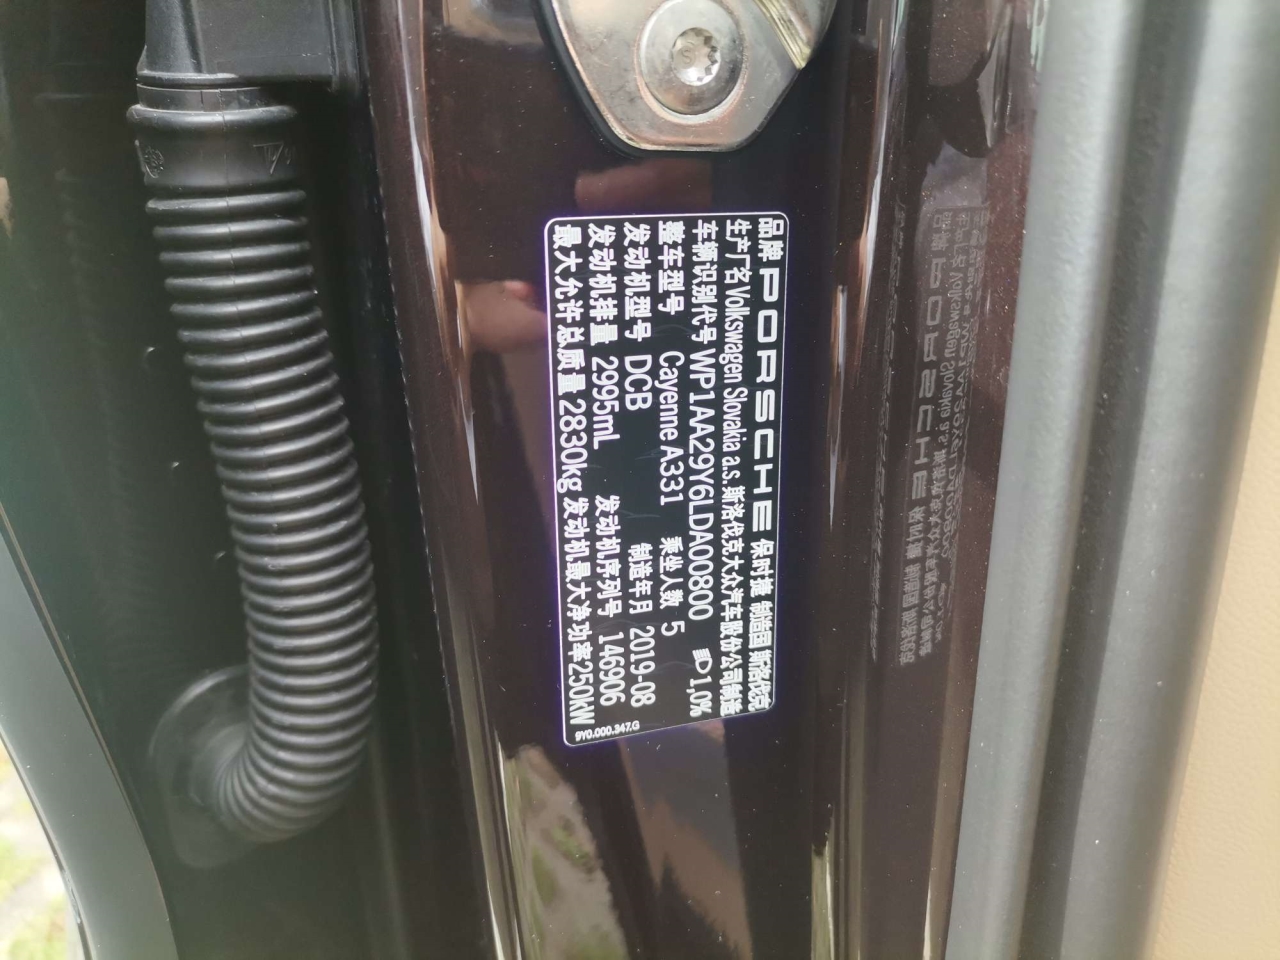 品牌 PORSCHE 保时捷 制造国 斯洛伐克
生产厂名 Volkswagen Slovakia a.s. 斯洛伐克大众汽车股份公司制造
车辆识别代号 WP1AA29Y6LDA00800 1,0%
整车型号 Cayenne A331 乘坐人数 5
发动机型号 DCB 制造年月 2019-08
发动机排量 2995mL 发动机序列号 146906
最大允许总质量 2830kg 发动机最大净功率250kW
9Y0.000.347.G